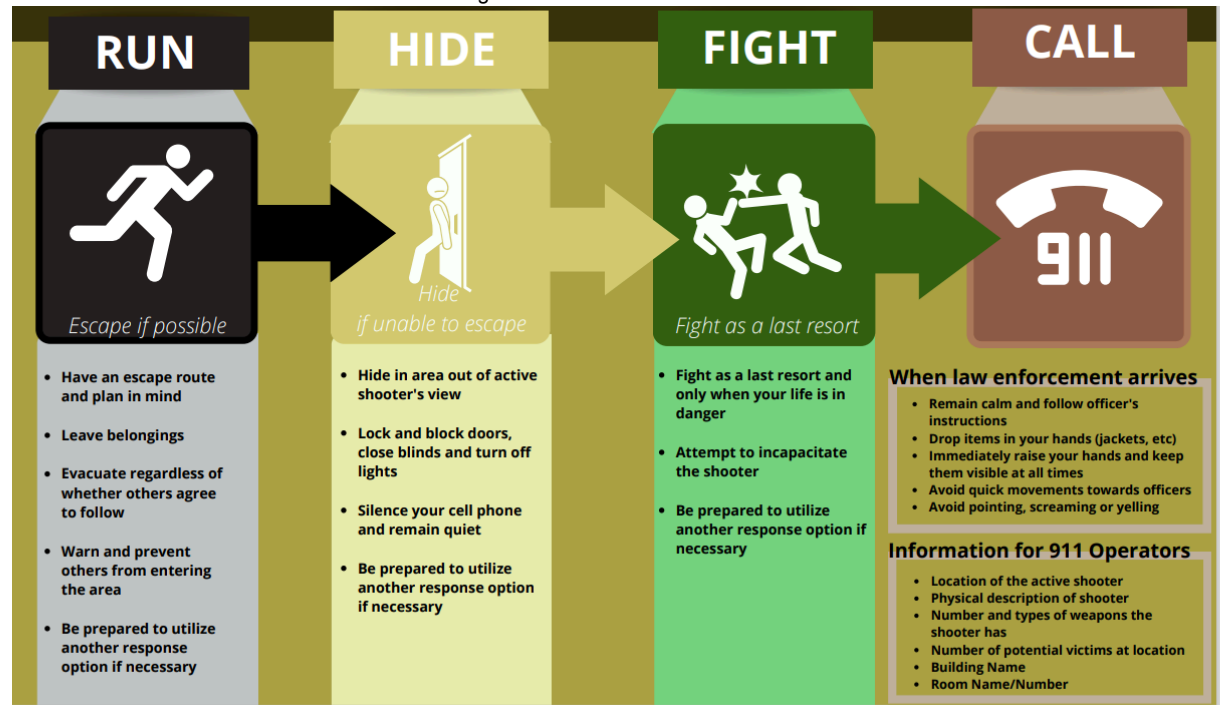 RUN
Escape if possible
• Have an escape route
and plan in mind
• Leave belongings
• Evacuate regardless of
whether others agree
to follow
• Warn and prevent
others from entering
the area
• Be prepared to utilize
another response
option if necessary
HIDE
Hide
if unable to escape
• Hide in area out of active
shooter's view
• Lock and block doors,
close blinds and turn off
lights
• Silence your cell phone
and remain quiet
• Be prepared to utilize
another response option
if necessary
FIGHT
Fight as a last resort
• Fight as a last resort and
only when your life is in
danger
• Attempt to incapacitate
the shooter
• Be prepared to utilize
another response option if
necessary
CALL
911
When law enforcement arrives
• Remain calm and follow officer's
instructions
• Drop items in your hands (jackets, etc)
• Immediately raise your hands and keep
them visible at all times
• Avoid quick movements towards officers
• Avoid pointing, screaming or yelling
Information for 911 Operators
• Location of the active shooter
• Physical description of shooter
• Number and types of weapons the
shooter has
• Number of potential victims at location
• Building Name
• Room Name/Number